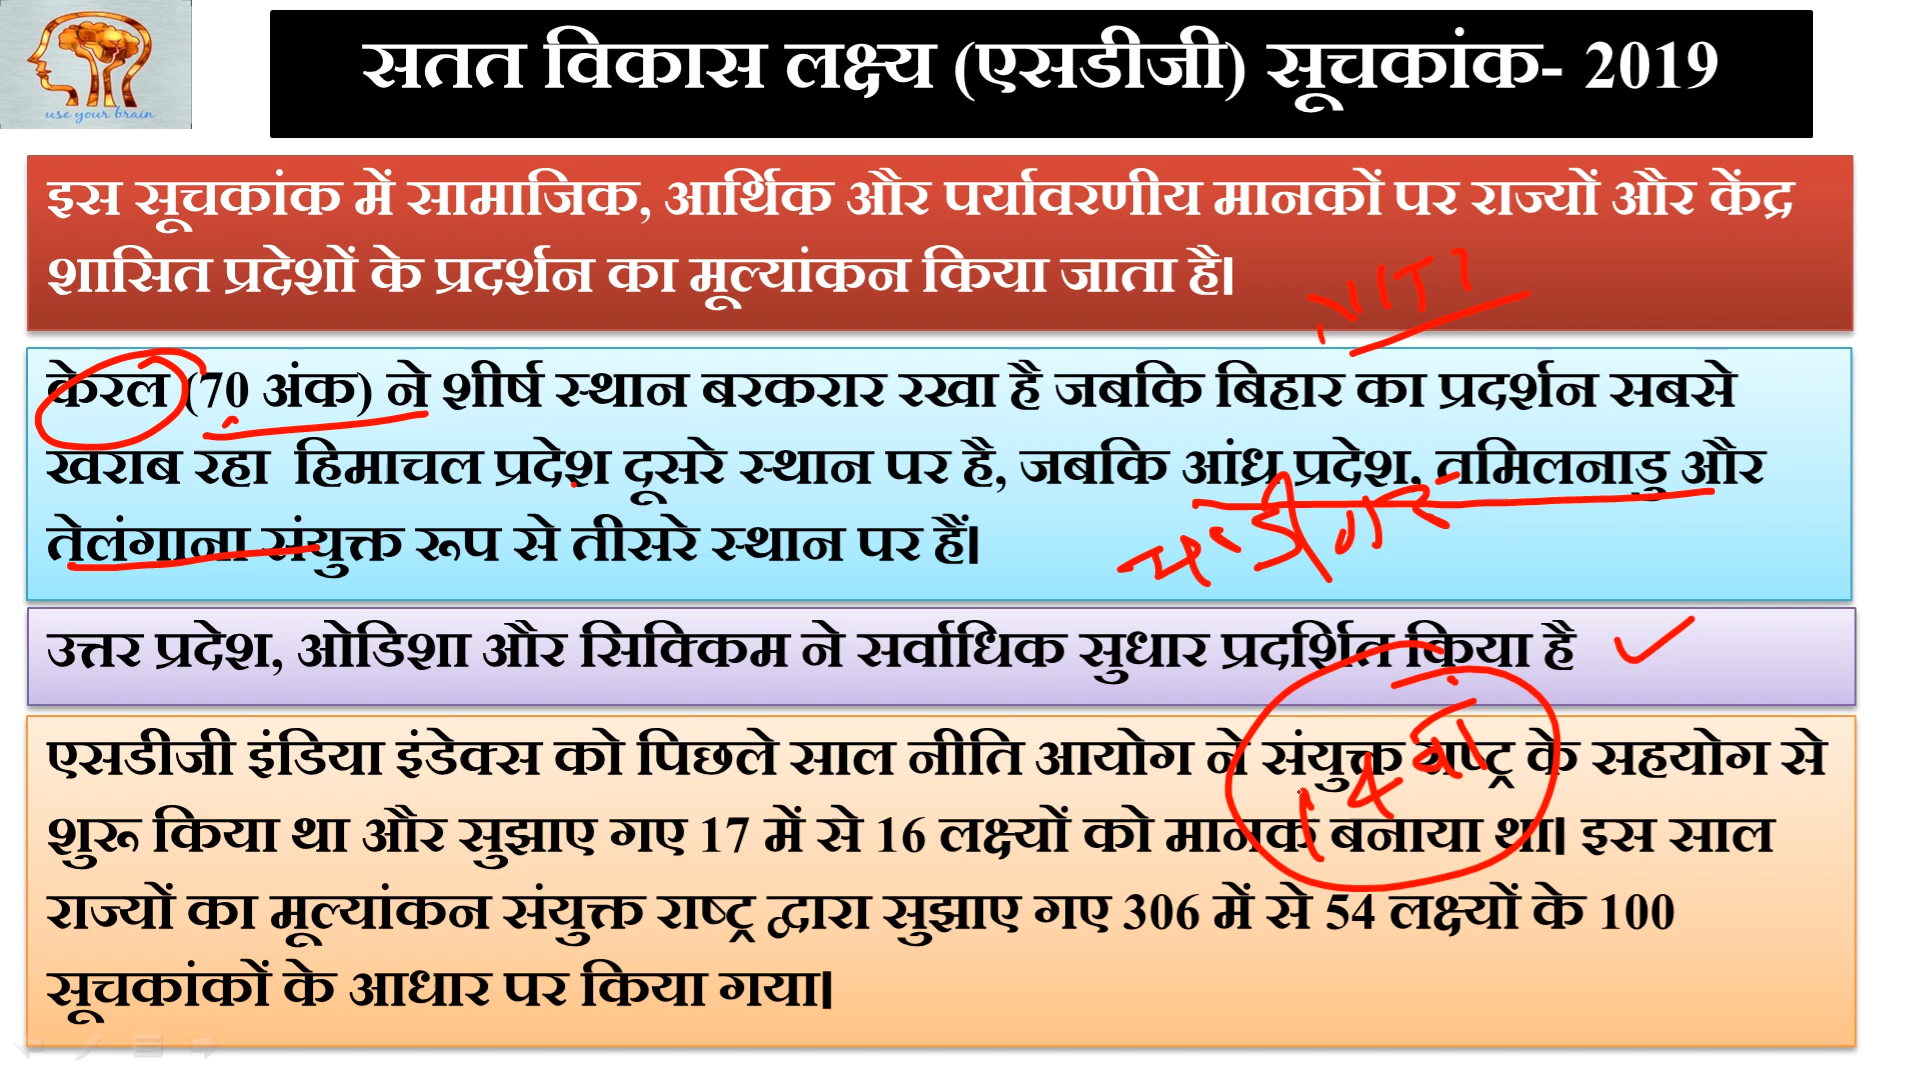 use your brain
सतत विकास लक्ष्य (एसडीजी) सूचकांक- 2019
इस सूचकांक में सामाजिक, आर्थिक और पर्यावरणीय मानकों पर राज्यों और केंद्र
शासित प्रदेशों के प्रदर्शन का मूल्यांकन किया जाता है।
NITI
केरल (70 अंक) ने शीर्ष स्थान बरकरार रखा है जबकि बिहार का प्रदर्शन सबसे
खराब रहा हिमाचल प्रदेश दूसरे स्थान पर है, जबकि आंध्र प्रदेश, तमिलनाडु और
तेलंगाना संयुक्त रूप से तीसरे स्थान पर हैं।
उत्तर प्रदेश, ओडिशा और सिक्किम ने सर्वाधिक सुधार प्रदर्शित किया है
एसडीजी इंडिया इंडेक्स को पिछले साल नीति आयोग ने संयुक्त राष्ट्र के सहयोग से
शुरू किया था और सुझाए गए 17 में से 16 लक्ष्यों को मानक बनाया था। इस साल
राज्यों का मूल्यांकन संयुक्त राष्ट्र द्वारा सुझाए गए 306 में से 54 लक्ष्यों के 100
सूचकांकों के आधार पर किया गया।